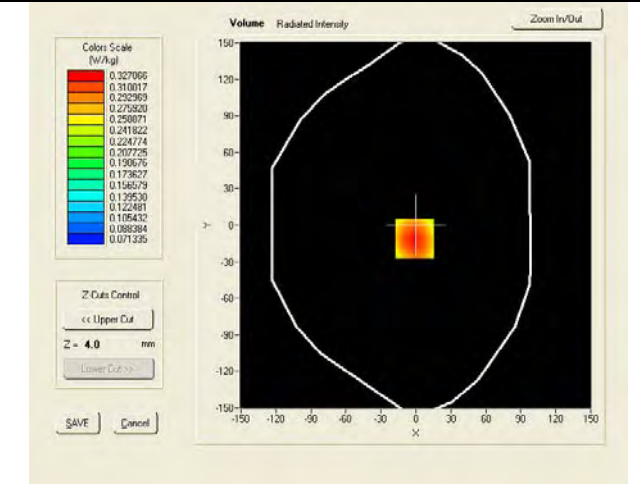 Volume Radiated Intensity
Zoom In/Out
Colors Scale
(W/kg)
0.327066
0.310017
0.292969
0.275920
0.258871
0.241822
0.224774
0.207725
0.190676
0.173627
0.156579
0.139530
0.122481
0.105432
0.088384
0.071335
Z-Cuts Control
<< Upper Cut
Z = 4.0 mm
Lower Cut >>
SAVE
Cancel
150
120
90
60
30
0
-30
-60
-90
-120
-150
Y
-150 -120 -90 -60 -30 0 30 60 90 120 150
X